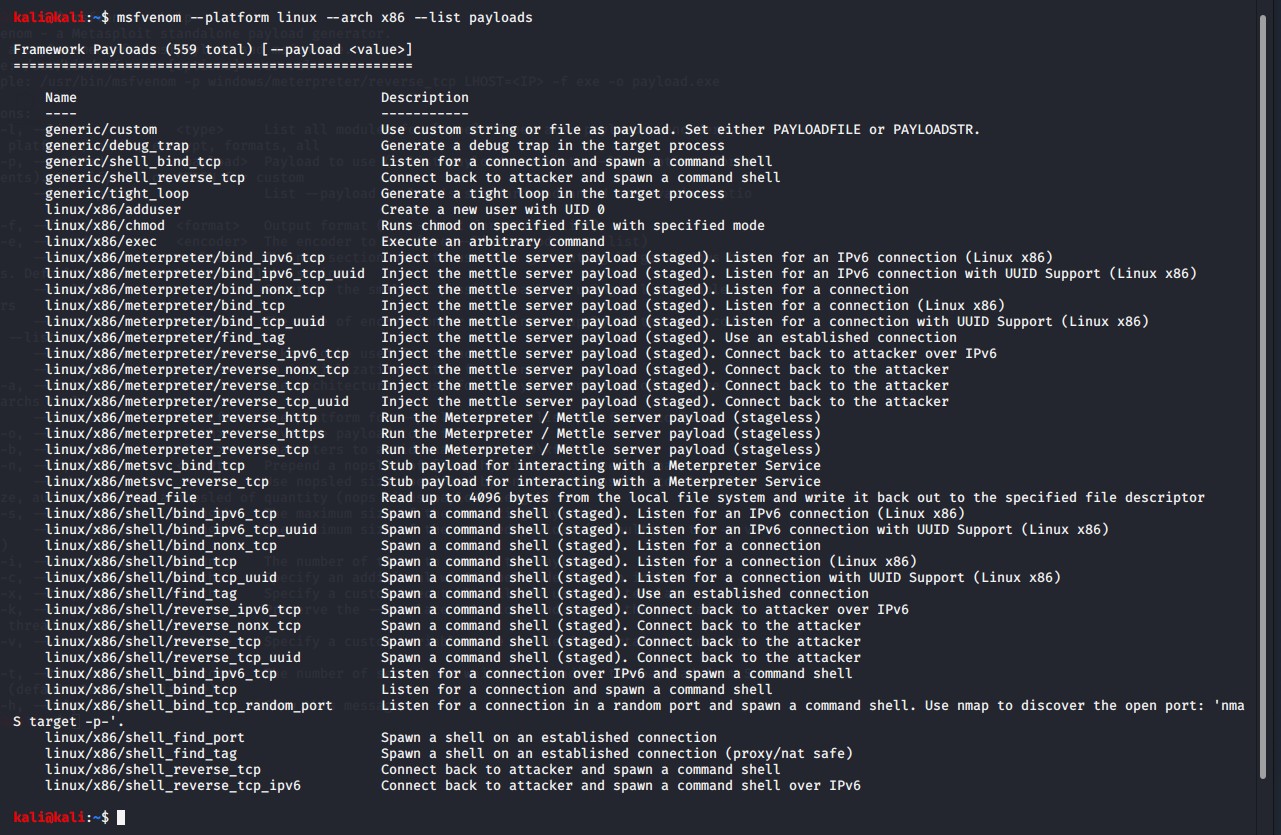 kali@kali:~$ msfvenom --platform linux --arch x86 --list payloads
Framework Payloads (559 total) [--payload <value>]
==================================================
Name Description
---- -----------
generic/custom Use custom string or file as payload. Set either PAYLOADFILE or PAYLOADSTR.
generic/debug_trap Generate a debug trap in the target process
generic/shell_bind_tcp Listen for a connection and spawn a command shell
generic/shell_reverse_tcp Connect back to attacker and spawn a command shell
generic/tight_loop Generate a tight loop in the target process
linux/x86/adduser Create a new user with UID 0
linux/x86/chmod Runs chmod on specified file with specified mode
linux/x86/exec Execute an arbitrary command
linux/x86/meterpreter/bind_ipv6_tcp Inject the mettle server payload (staged). Listen for an IPv6 connection (Linux x86)
linux/x86/meterpreter/bind_ipv6_tcp_uuid Inject the mettle server payload (staged). Listen for an IPv6 connection with UUID Support (Linux x86)
linux/x86/meterpreter/bind_nonx_tcp Inject the mettle server payload (staged). Listen for a connection
linux/x86/meterpreter/bind_tcp Inject the mettle server payload (staged). Listen for a connection (Linux x86)
linux/x86/meterpreter/bind_tcp_uuid Inject the mettle server payload (staged). Listen for a connection with UUID Support (Linux x86)
linux/x86/meterpreter/find_tag Inject the mettle server payload (staged). Use an established connection
linux/x86/meterpreter/reverse_ipv6_tcp Inject the mettle server payload (staged). Connect back to attacker over IPv6
linux/x86/meterpreter/reverse_nonx_tcp Inject the mettle server payload (staged). Connect back to the attacker
linux/x86/meterpreter/reverse_tcp Inject the mettle server payload (staged). Connect back to the attacker
linux/x86/meterpreter/reverse_tcp_uuid Inject the mettle server payload (staged). Connect back to the attacker
linux/x86/meterpreter_reverse_http Run the Meterpreter / Mettle server payload (stageless)
linux/x86/meterpreter_reverse_https Run the Meterpreter / Mettle server payload (stageless)
linux/x86/meterpreter_reverse_tcp Run the Meterpreter / Mettle server payload (stageless)
linux/x86/metsvc_bind_tcp Stub payload for interacting with a Meterpreter Service
linux/x86/metsvc_reverse_tcp Stub payload for interacting with a Meterpreter Service
linux/x86/read_file Read up to 4096 bytes from the local file system and write it back out to the specified file descriptor
linux/x86/shell/bind_ipv6_tcp Spawn a command shell (staged). Listen for an IPv6 connection (Linux x86)
linux/x86/shell/bind_ipv6_tcp_uuid Spawn a command shell (staged). Listen for an IPv6 connection with UUID Support (Linux x86)
linux/x86/shell/bind_nonx_tcp Spawn a command shell (staged). Listen for a connection
linux/x86/shell/bind_tcp Spawn a command shell (staged). Listen for a connection (Linux x86)
linux/x86/shell/bind_tcp_uuid Spawn a command shell (staged). Listen for a connection with UUID Support (Linux x86)
linux/x86/shell/find_tag Spawn a command shell (staged). Use an established connection
linux/x86/shell/reverse_ipv6_tcp Spawn a command shell (staged). Connect back to attacker over IPv6
linux/x86/shell/reverse_nonx_tcp Spawn a command shell (staged). Connect back to the attacker
linux/x86/shell/reverse_tcp Spawn a command shell (staged). Connect back to the attacker
linux/x86/shell/reverse_tcp_uuid Spawn a command shell (staged). Connect back to the attacker
linux/x86/shell_bind_ipv6_tcp Listen for a connection over IPv6 and spawn a command shell
linux/x86/shell_bind_tcp Listen for a connection and spawn a command shell
linux/x86/shell_bind_tcp_random_port Listen for a connection in a random port and spawn a command shell. Use nmap to discover the open port: 'nma
S target -p-'.
linux/x86/shell_find_port Spawn a shell on an established connection
linux/x86/shell_find_tag Spawn a shell on an established connection (proxy/nat safe)
linux/x86/shell_reverse_tcp Connect back to attacker and spawn a command shell
linux/x86/shell_reverse_tcp_ipv6 Connect back to attacker and spawn a command shell over IPv6
kali@kali:~$